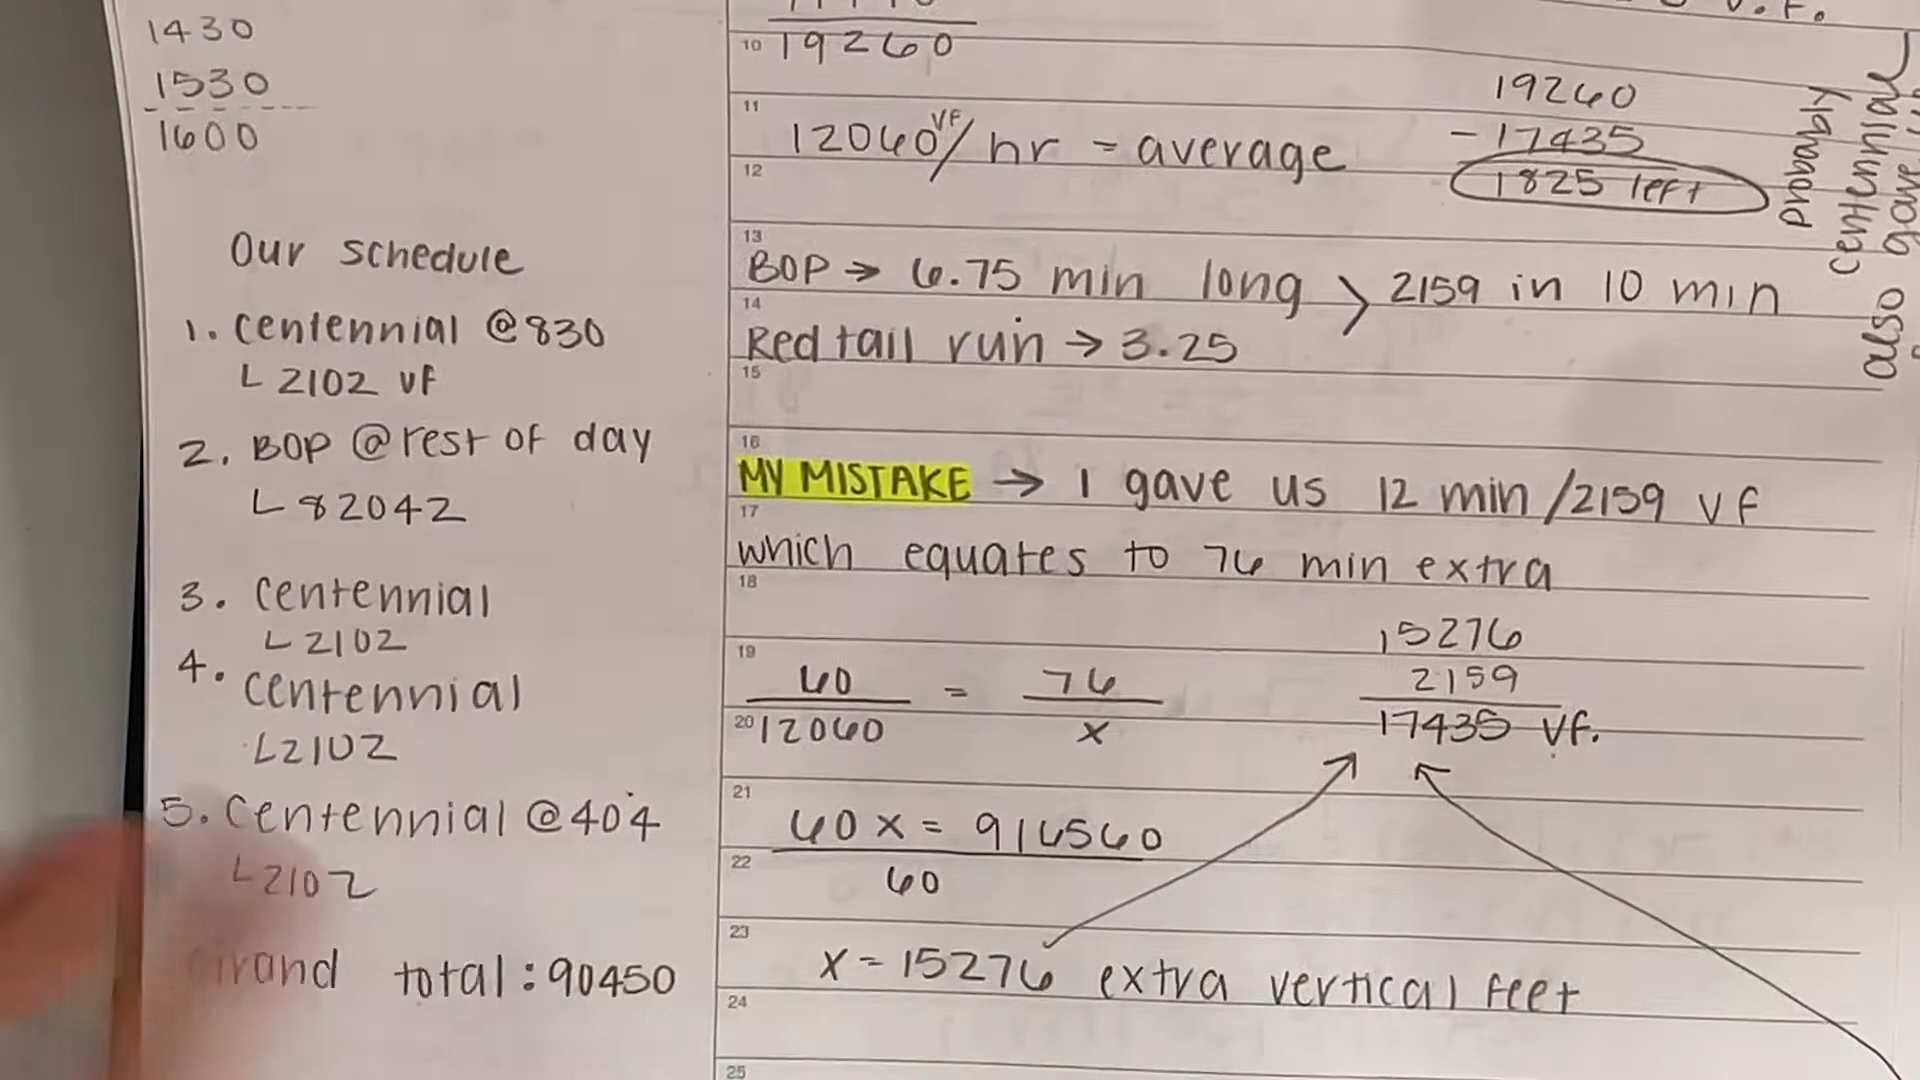 1430
1530
1600
Our schedule
1. Centennial @830
L 2102 VF
2. BOP @ rest of day
L 82042
3. Centennial
L 2102
4. Centennial
L2102
5. Centennial @404
L2102
total: 90450
V.F.
10 19260
11
12060 VF/hr - average
12
19260
- 17435
1825 left
probably
centennial
also gave
13
BOP → 6.75 min long > 2159 in 10 min
14
Red tail run → 3.25
15
16
MY MISTAKE → I gave us 12 min /2159 VF
17
which equates to 76 min extra
18
15276
2159
17435 VF.
19
60 = 76
20 12060 x
21
60x = 916560
22
60
23
x = 15276 extra vertical feet
24
25